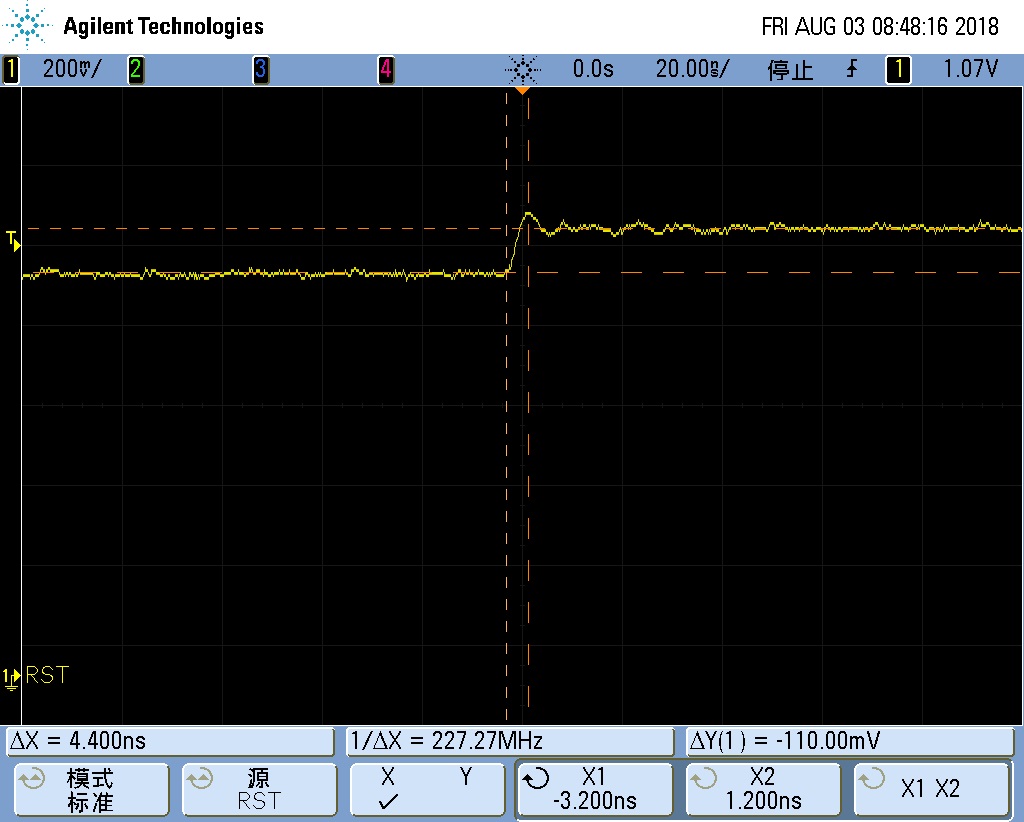 Agilent Technologies
FRI AUG 03 08:48:16 2018
1 200mV/ 2 3 4 0.0s 20.00ns/ 停止 1 1.07V
T
1 RST
ΔX = 4.400ns 1/ΔX = 227.27MHz ΔY(1) = -110.00mV
模式 源 X Y X1 X2 X1 X2
标准 RST ✓ -3.200ns 1.200ns